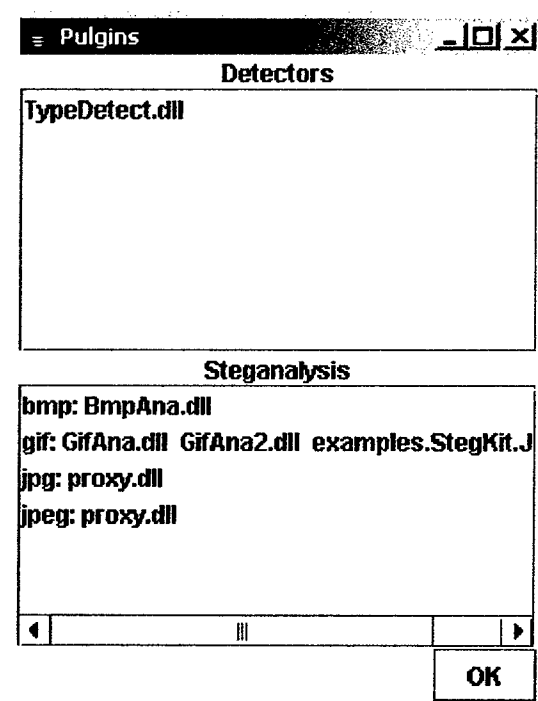 Pulgins
Detectors
TypeDetect.dll
Steganalysis
bmp: BmpAna.dll
gif: GifAna.dll GifAna2.dll examples.StegKit.J
jpg: proxy.dll
jpeg: proxy.dll
OK